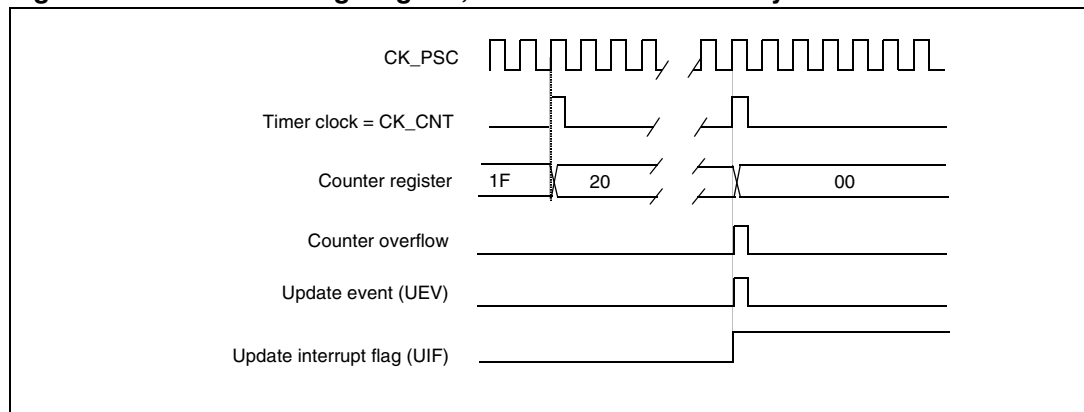 CK_PSC
Timer clock = CK_CNT
Counter register 1F 20 00
Counter overflow
Update event (UEV)
Update interrupt flag (UIF)